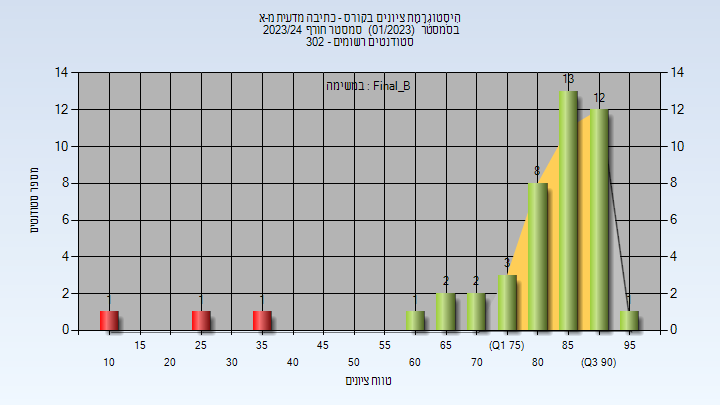 היסטוגרמת ציונים בקורס - כתיבה מדעית מ-א
בסמסטר (01/2023) סמסטר חורף 2023/24
סטודנטים רשומים - 302
במשימה : Final_B
מספר סטודנטים
14 14
12 12
10 10
8 8
6 6
4 4
2 2
0 0
1 1 1 1 2 2 3 8 13 12 1
15 25 35 45 55 65 (Q1 75) 85 95
10 20 30 40 50 60 70 80 (Q3 90)
טווח ציונים